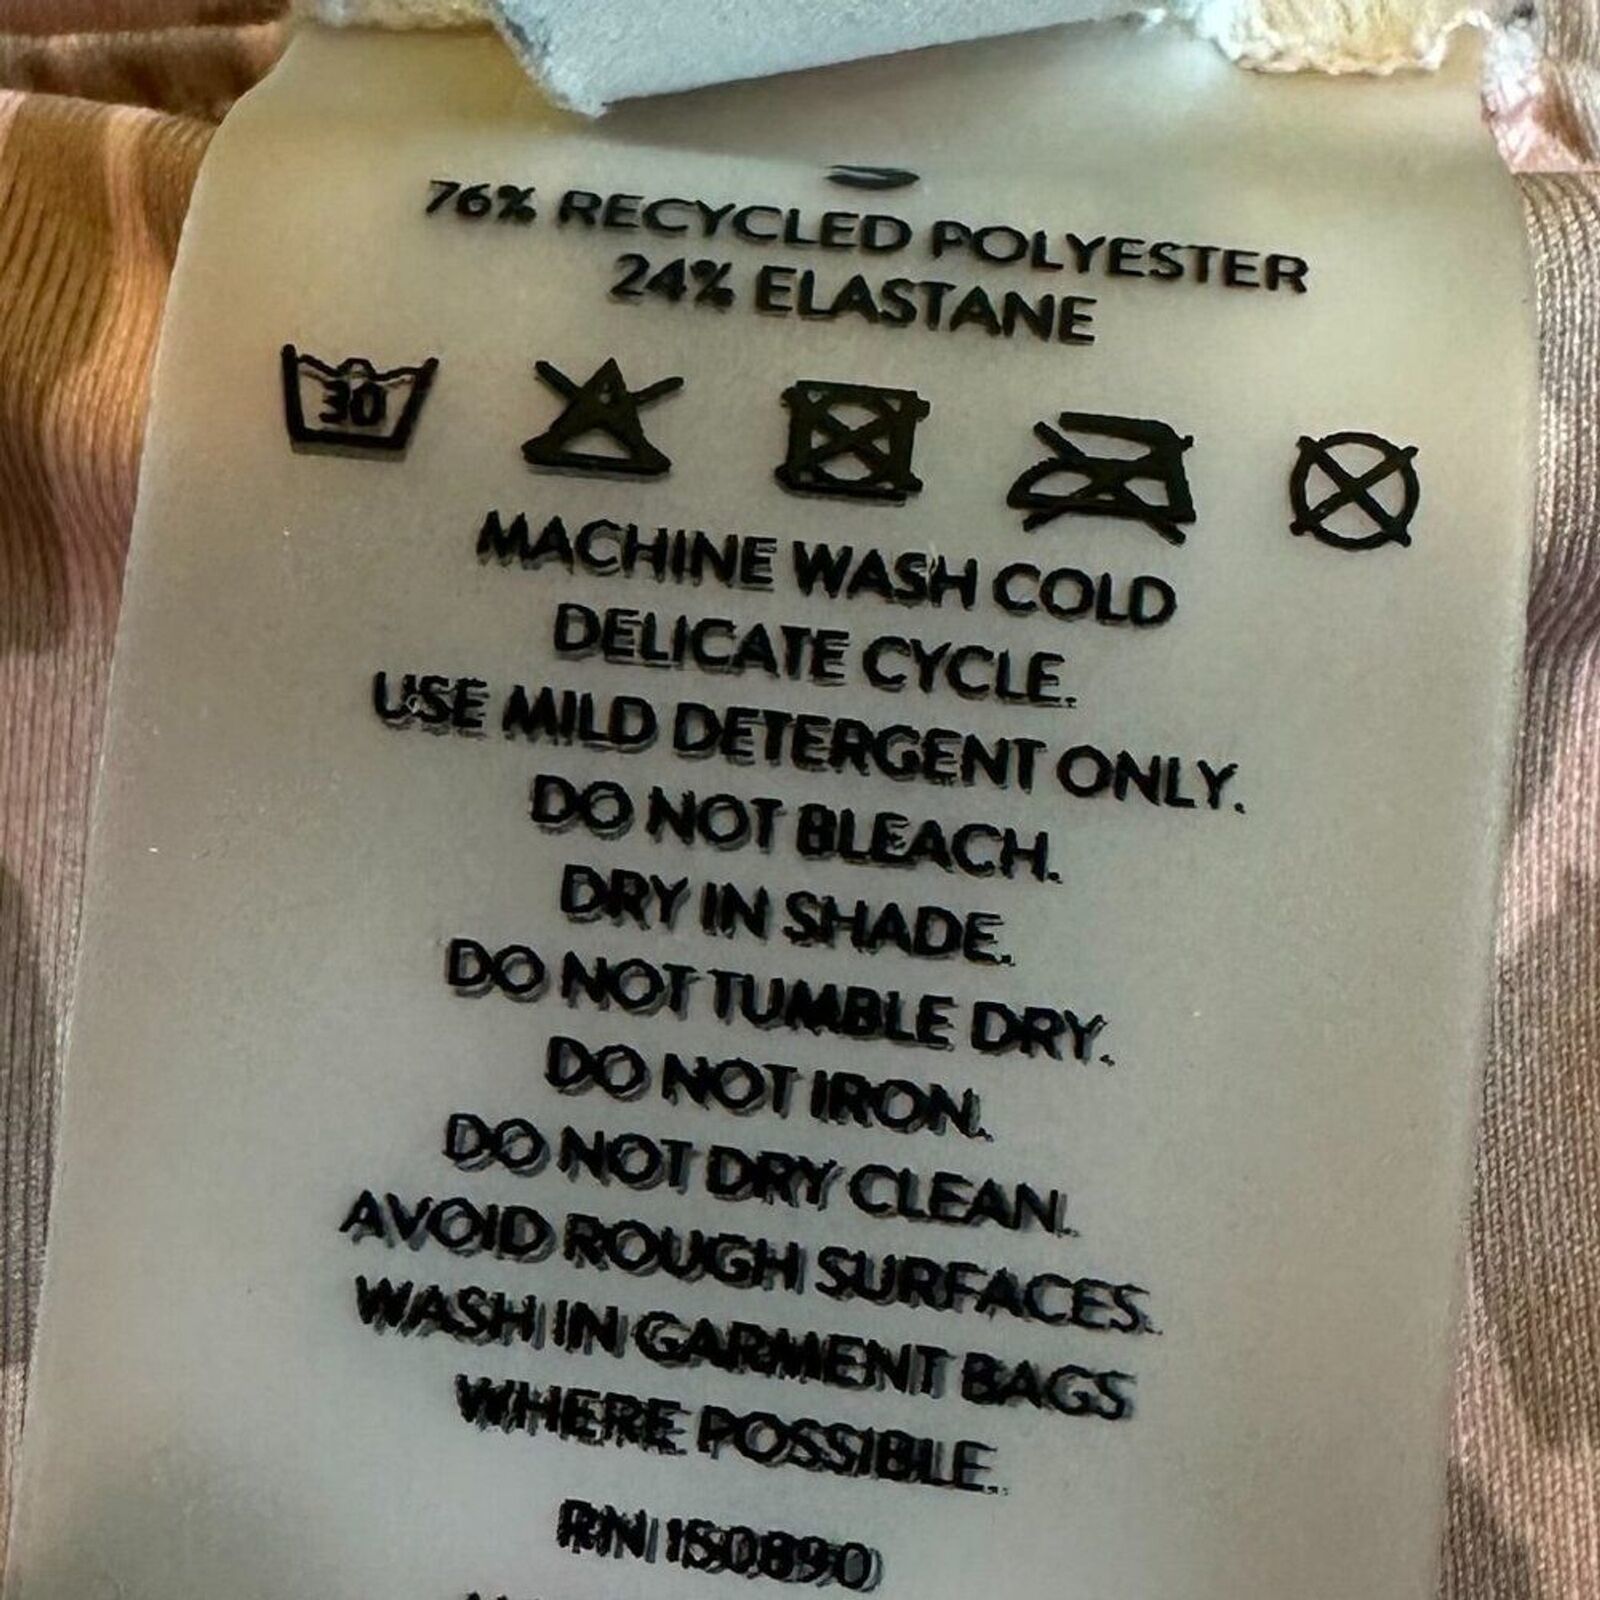 76% RECYCLED POLYESTER
24% ELASTANE
30
MACHINE WASH COLD
DELICATE CYCLE.
USE MILD DETERGENT ONLY.
DO NOT BLEACH.
DRY IN SHADE.
DO NOT TUMBLE DRY.
DO NOT IRON.
DO NOT DRY CLEAN.
AVOID ROUGH SURFACES.
WASH IN GARMENT BAGS
WHERE POSSIBLE.
RN 150890